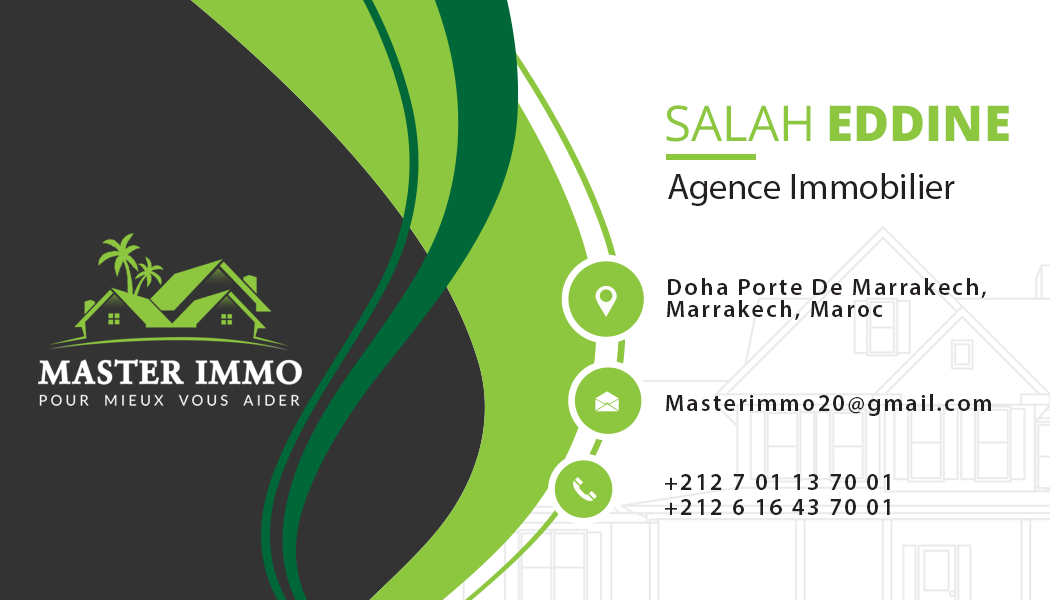 MASTER IMMO
POUR MIEUX VOUS AIDER
SALAH EDDINE
Agence Immobilier
Doha Porte De Marrakech,
Marrakech, Maroc
Masterimmo20@gmail.com
+212 7 01 13 70 01
+212 6 16 43 70 01